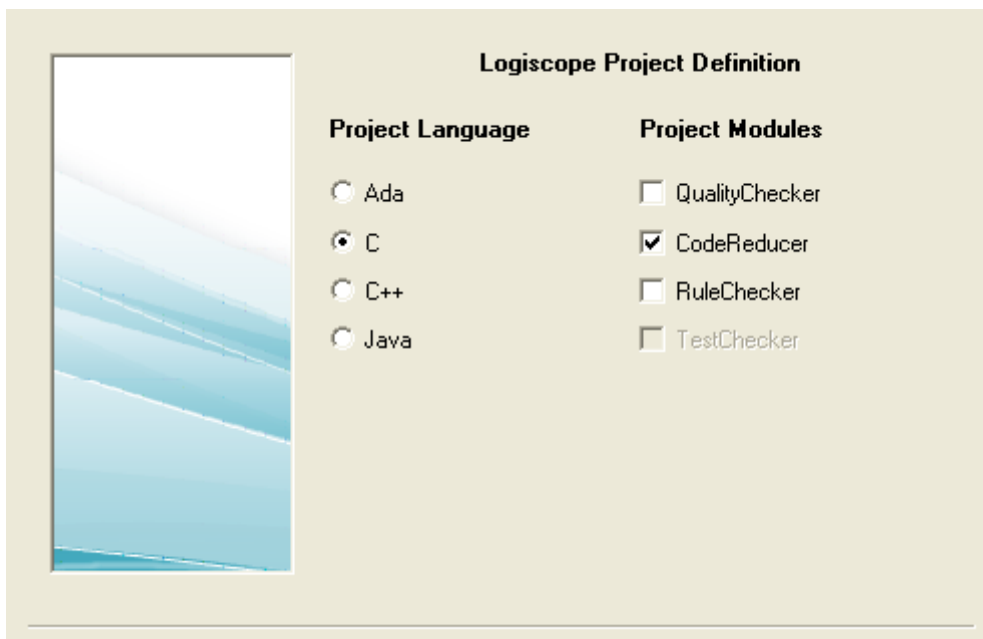 Logiscope Project Definition
Project Language
Project Modules
Ada
QualityChecker
C
CodeReducer
C++
RuleChecker
Java
TestChecker